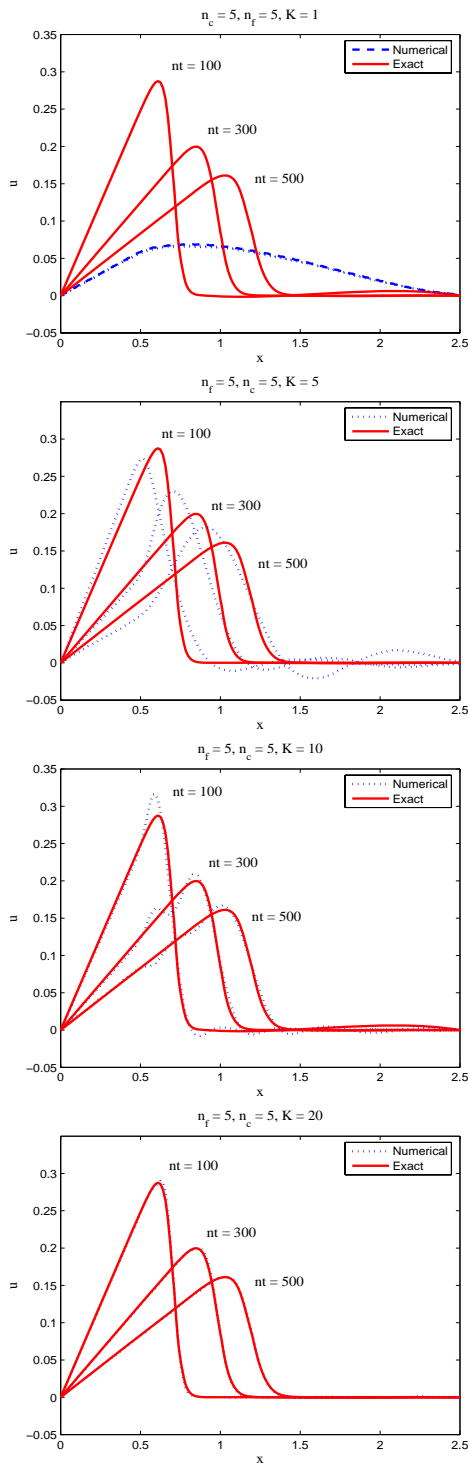 n_c = 5, n_f = 5, K = 1
0.35
0.3
0.25
0.2
0.15
0.1
0.05
0
−0.05
u
nt = 100
nt = 300
nt = 500
Numerical
Exact
0
0.5
1
1.5
2
2.5
x
n_f = 5, n_c = 5, K = 5
0.3
0.25
0.2
0.15
0.1
0.05
0
−0.05
u
nt = 100
nt = 300
nt = 500
Numerical
Exact
0
0.5
1
1.5
2
2.5
x
n_f = 5, n_c = 5, K = 10
0.35
0.3
0.25
0.2
0.15
0.1
0.05
0
−0.05
u
nt = 100
nt = 300
nt = 500
Numerical
Exact
0
0.5
1
1.5
2
2.5
x
n_f = 5, n_c = 5, K = 20
0.3
0.25
0.2
0.15
0.1
0.05
0
−0.05
u
nt = 100
nt = 300
nt = 500
Numerical
Exact
0
0.5
1
1.5
2
2.5
x